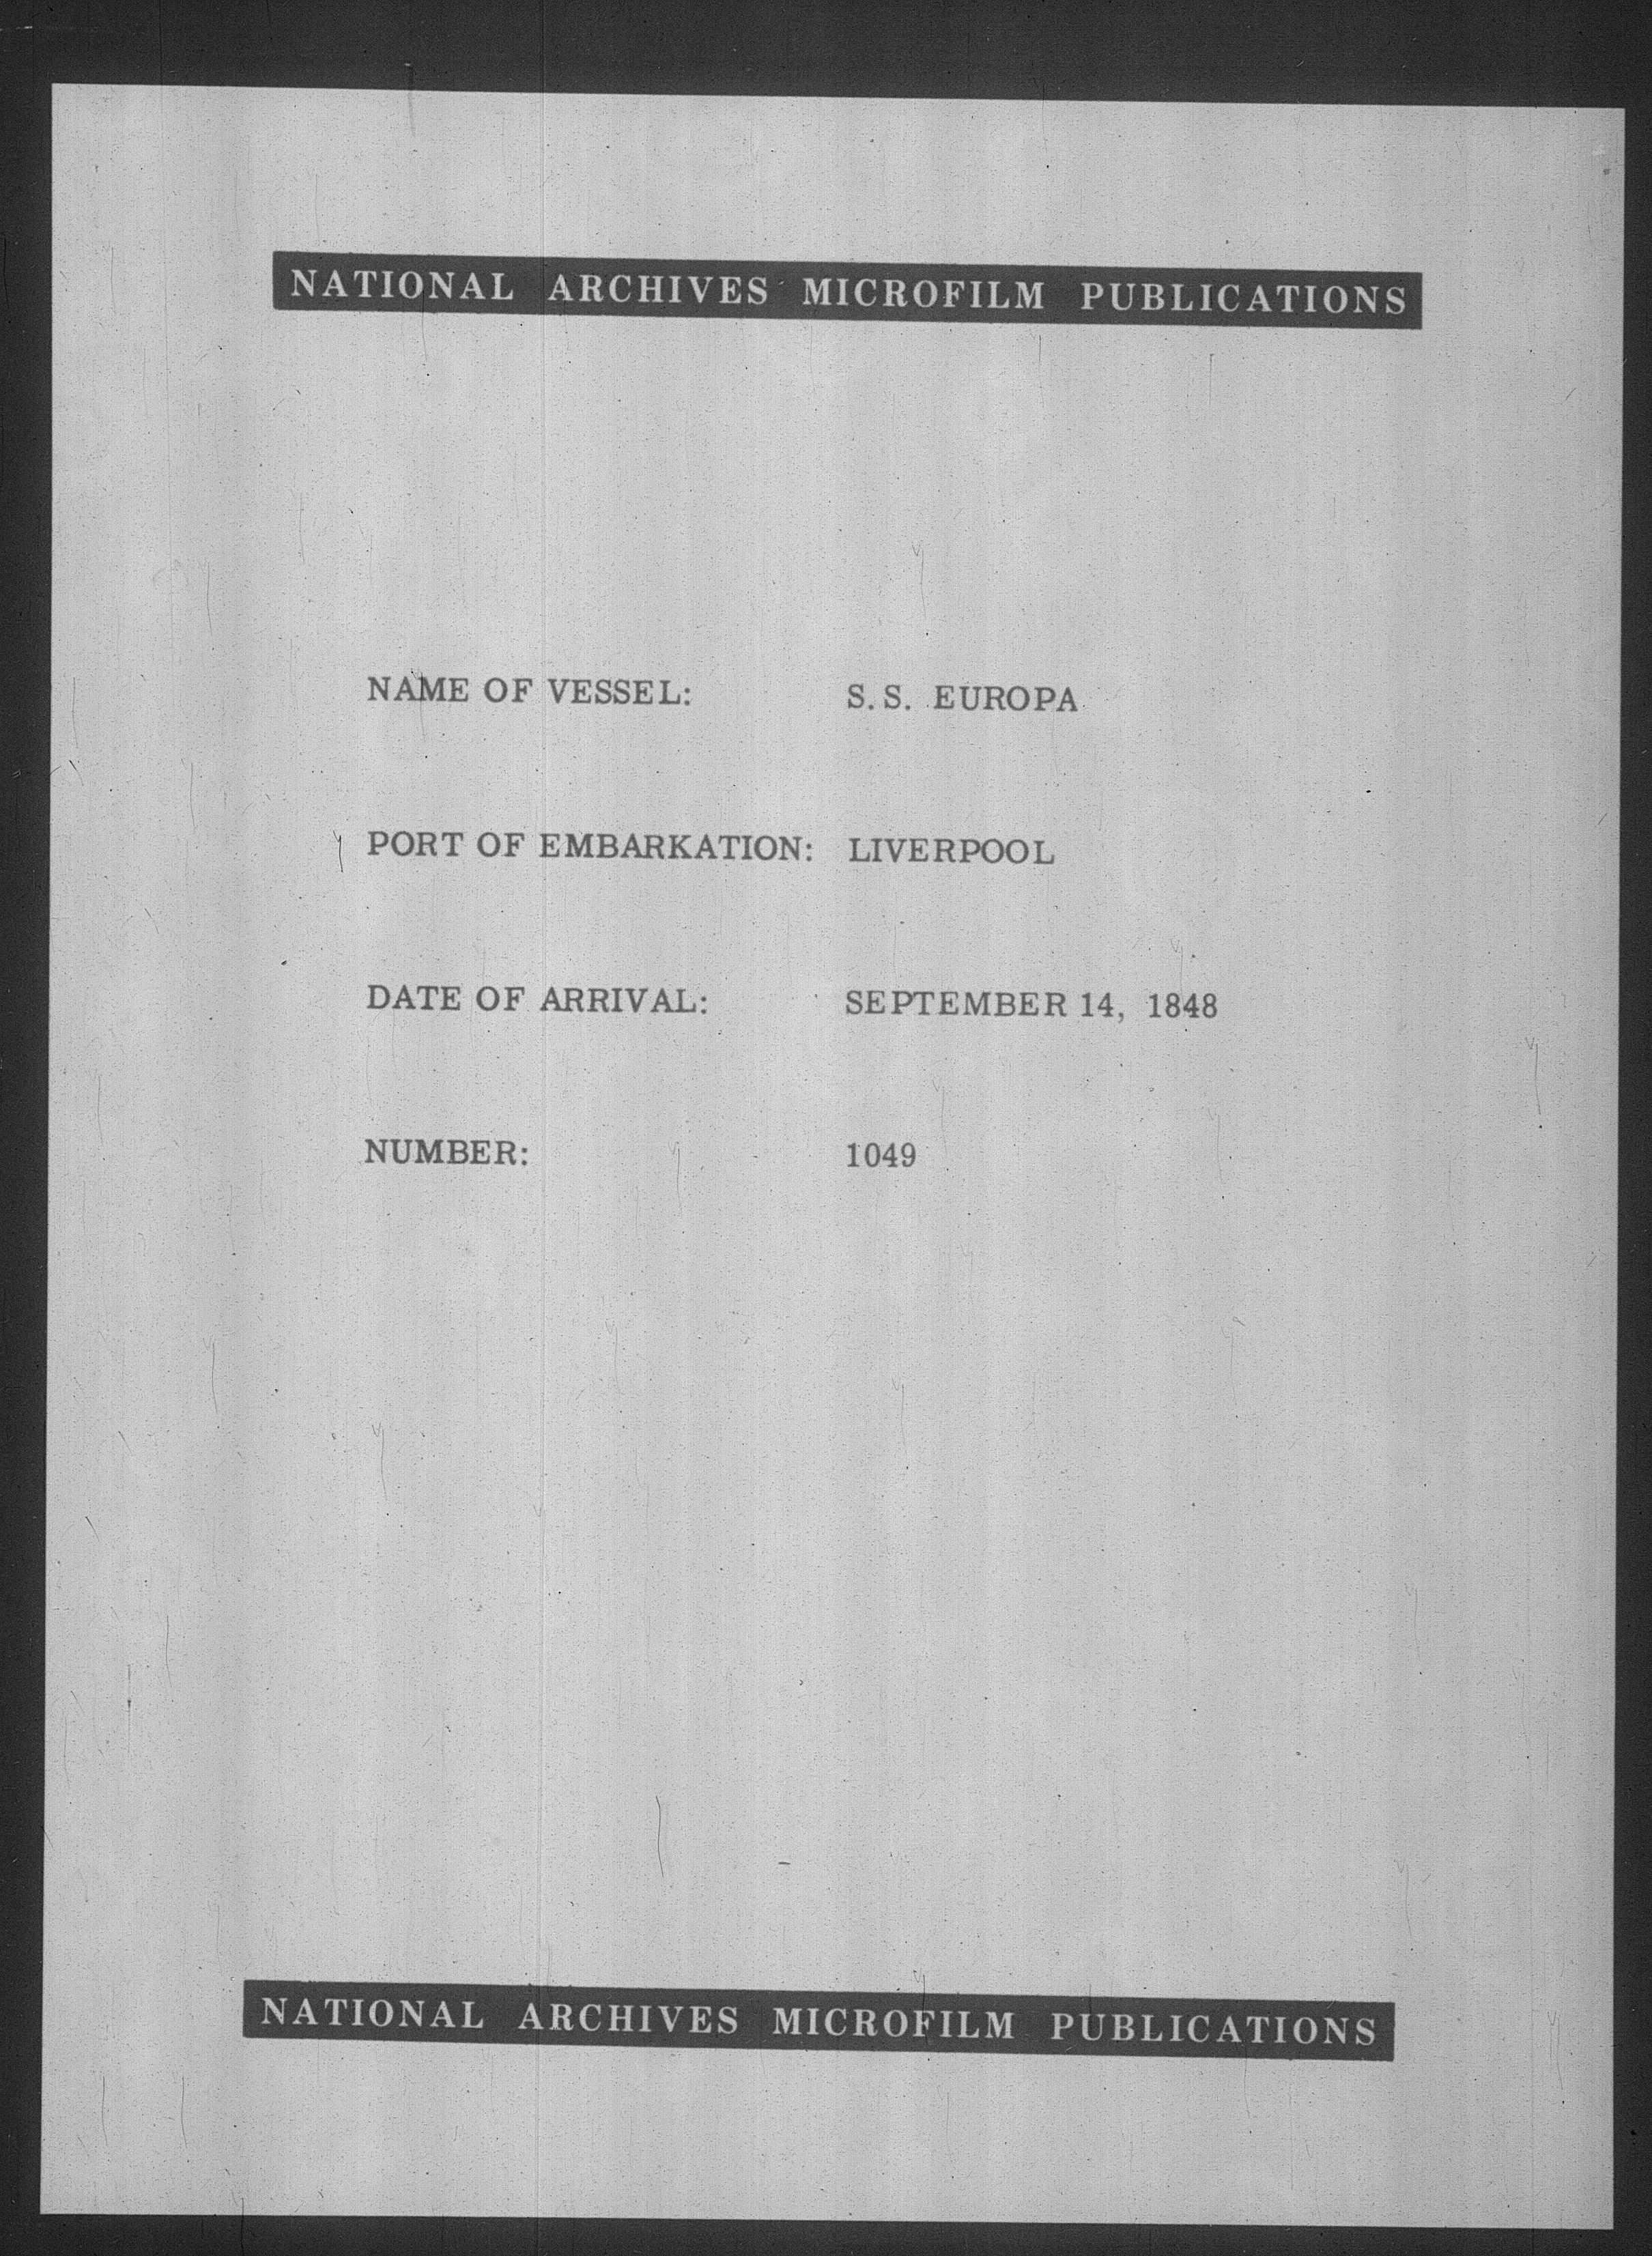 NATIONAL ARCHIVES MICROFILM PUBLICATIONS
NAME OF VESSEL: S.S. EUROPA
PORT OF EMBARKATION: LIVERPOOL
DATE OF ARRIVAL: SEPTEMBER 14, 1848
NUMBER: 1049
NATIONAL ARCHIVES MICROFILM PUBLICATIONS